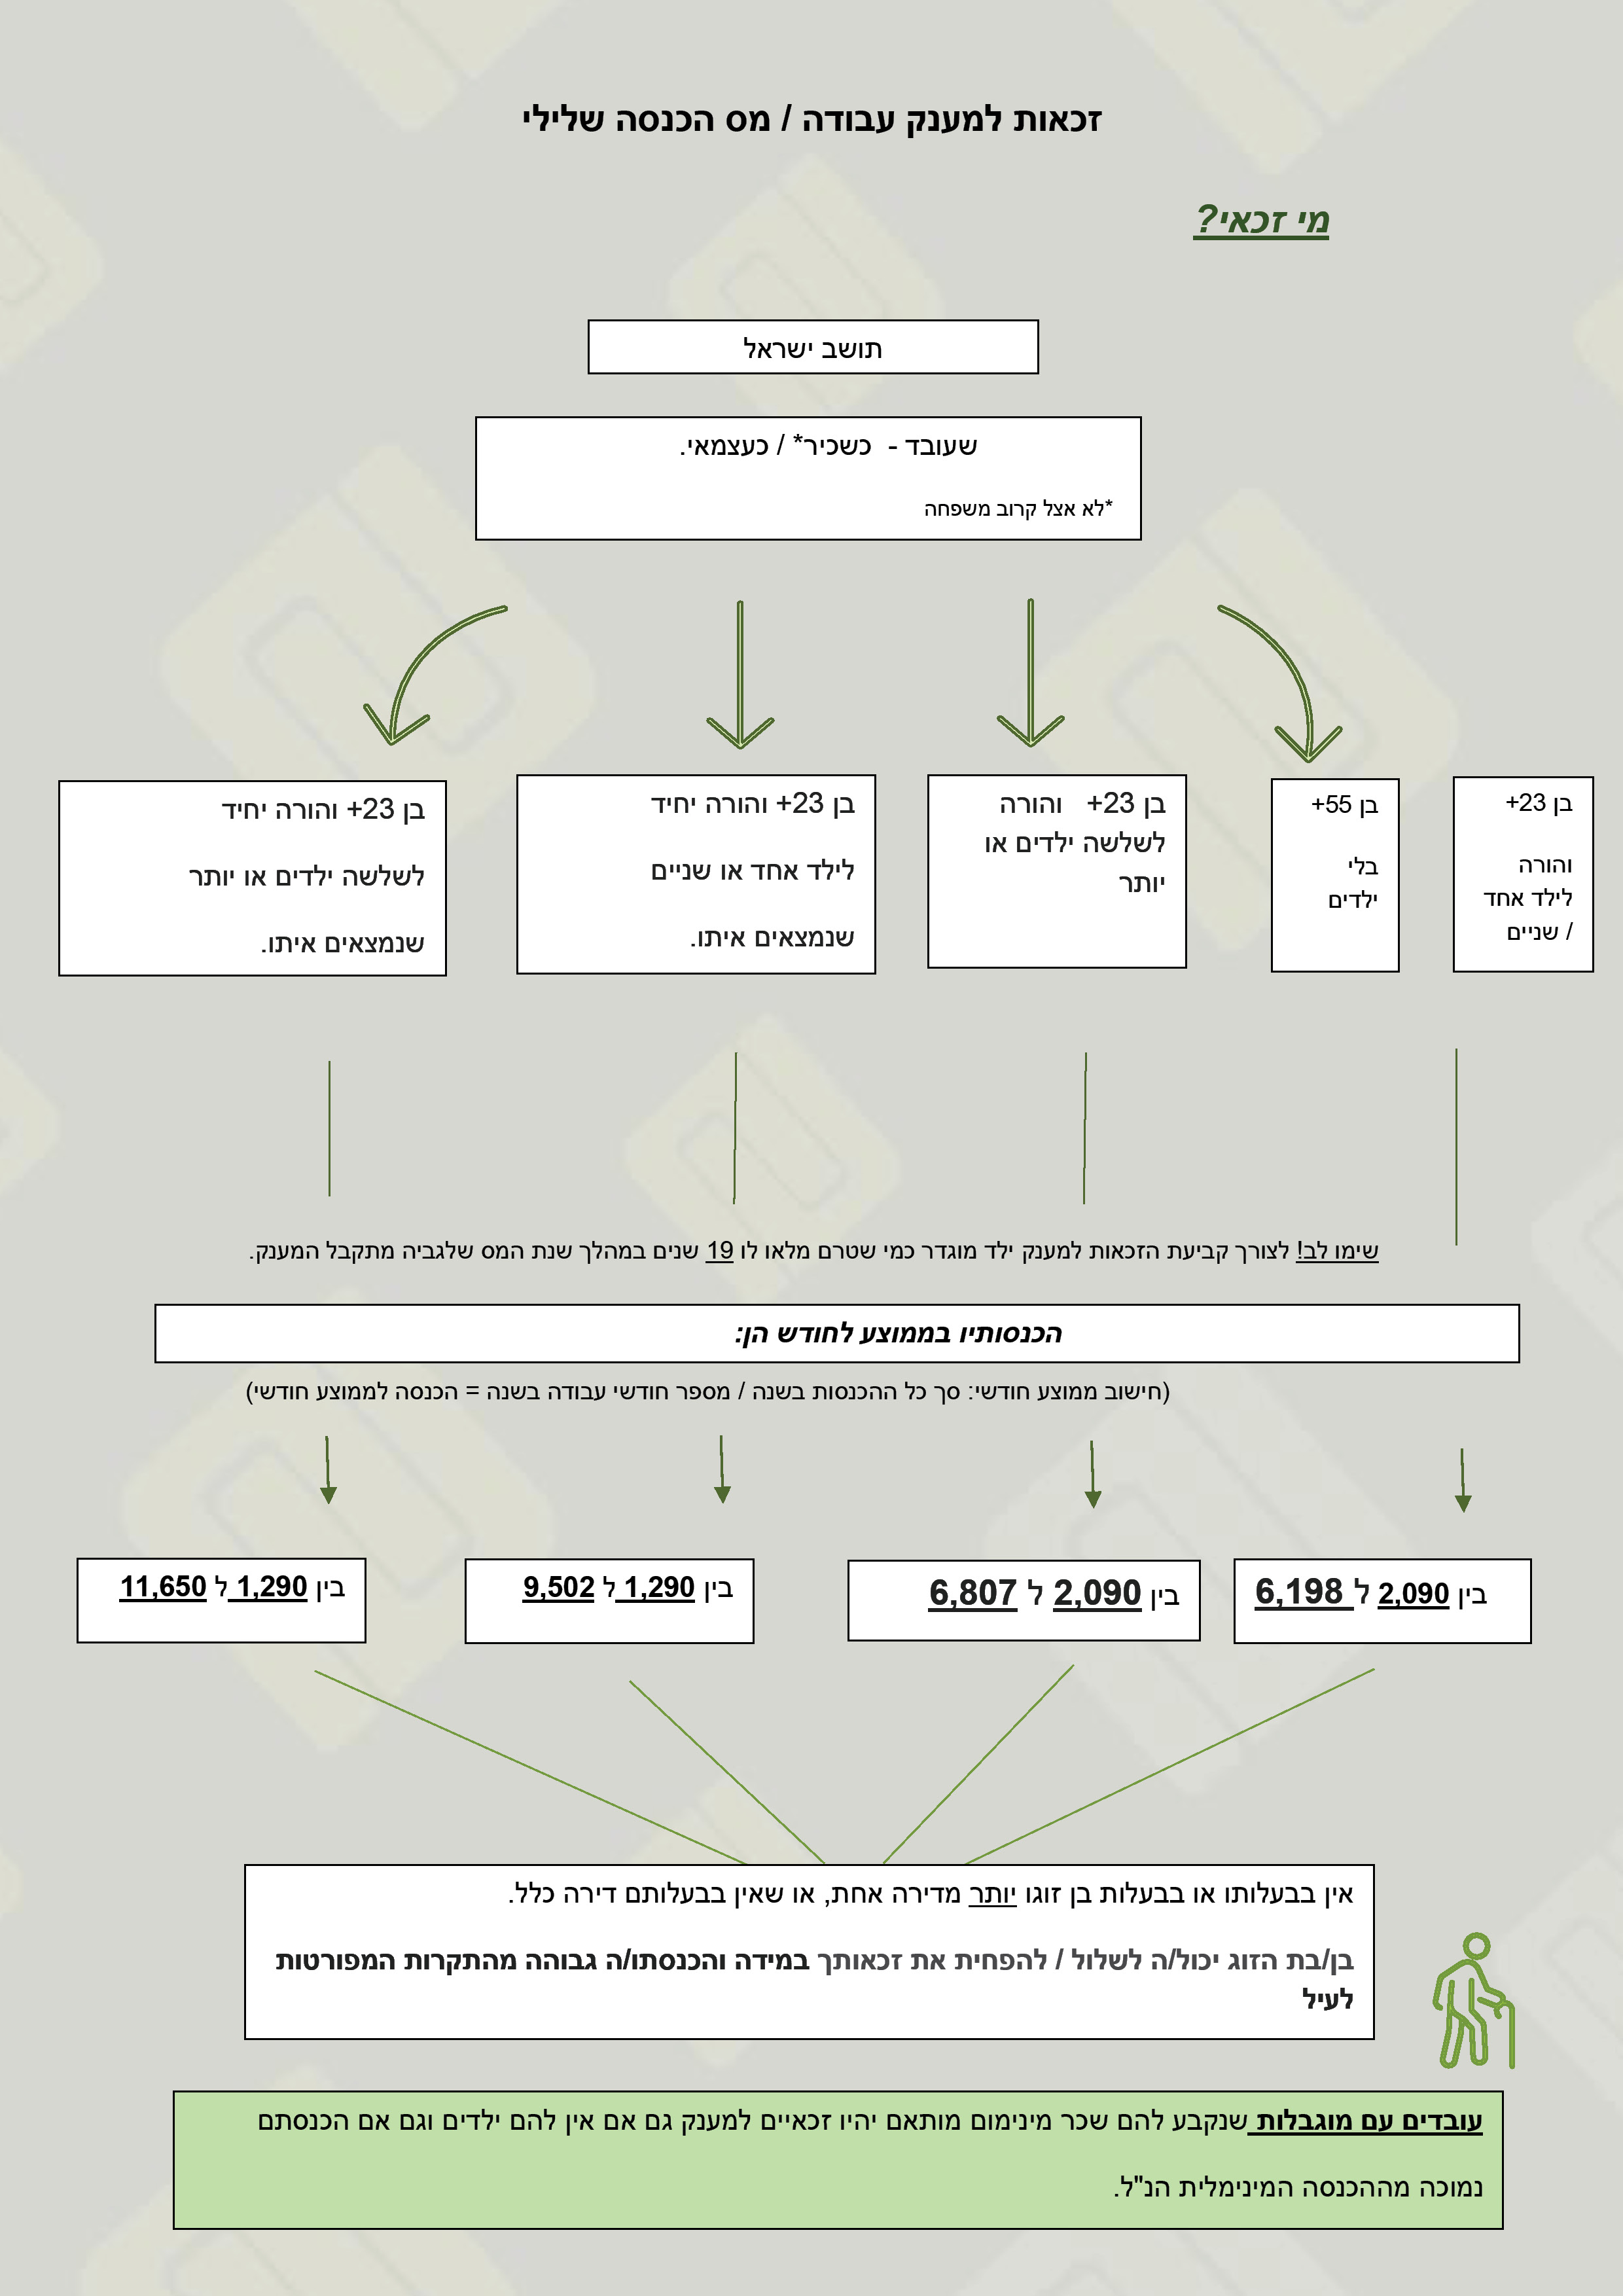 זכאות למענק עבודה / מס הכנסה שלילי
מי זכאי?
תושב ישראל
שעובד - כשכיר* / כעצמאי.
*לא אצל קרוב משפחה
בן 23+
והורה
לילד אחד
/ שניים
בן 55+
בלי
ילדים
בן 23+ והורה
לשלשה ילדים או
יותר
בן 23+ והורה יחיד
לילד אחד או שניים
שנמצאים איתו.
בן 23+ והורה יחיד
לשלשה ילדים או יותר
שנמצאים איתו.
שימו לב! לצורך קביעת הזכאות למענק ילד מוגדר כמי שטרם מלאו לו 19 שנים במהלך שנת המס שלגביה מתקבל המענק.
הכנסותיו בממוצע לחודש הן:
(חישוב ממוצע חודשי: סך כל ההכנסות בשנה / מספר חודשי עבודה בשנה = הכנסה לממוצע חודשי)
בין 2,090 ל 6,198
בין 2,090 ל 6,807
בין 1,290 ל 9,502
בין 1,290 ל 11,650
אין בבעלותו או בבעלות בן זוגו יותר מדירה אחת, או שאין בבעלותם דירה כלל.
בן/בת הזוג יכול/ה לשלול / להפחית את זכאותך במידה והכנסתו/ה גבוהה מהתקרות המפורטות
לעיל
עובדים עם מוגבלות שנקבע להם שכר מינימום מותאם יהיו זכאיים למענק גם אם אין להם ילדים וגם אם הכנסתם
נמוכה מההכנסה המינימלית הנ"ל.